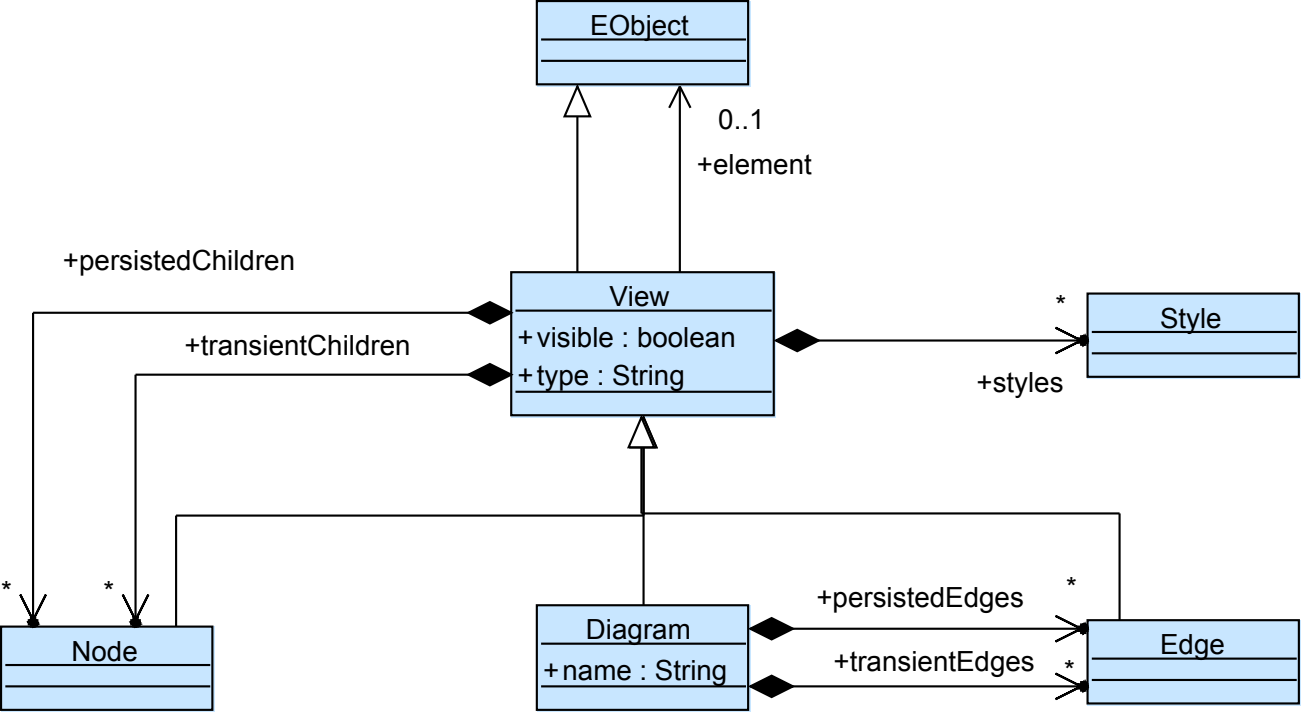 EObject
0..1
+element
+persistedChildren
View
*
Style
+visible : boolean
+transientChildren
+type : String
+styles
*
*
*
+persistedEdges
Diagram
Edge
Node
+name : String
+transientEdges
*